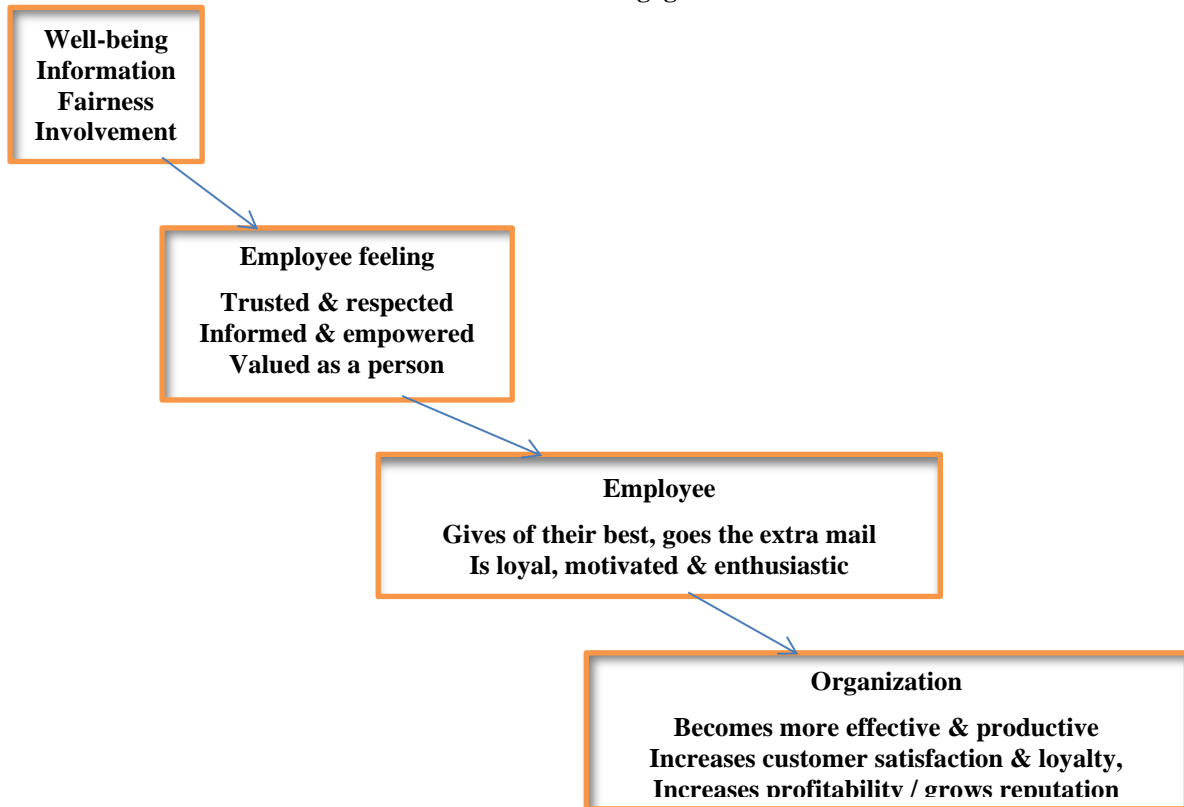 Well-being
Information
Fairness
Involvement
Employee feeling
Trusted & respected
Informed & empowered
Valued as a person
Employee
Gives of their best, goes the extra mail
Is loyal, motivated & enthusiastic
Organization
Becomes more effective & productive
Increases customer satisfaction & loyalty,
Increases profitability / grows reputation